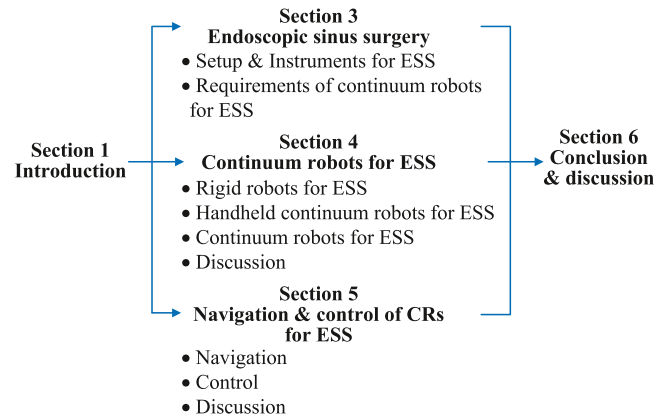 Section 1
Introduction
Section 3
Endoscopic sinus surgery
• Setup & Instruments for ESS
• Requirements of continuum robots
for ESS
Section 4
Continuum robots for ESS
• Rigid robots for ESS
• Handheld continuum robots for ESS
• Continuum robots for ESS
• Discussion
Section 5
Navigation & control of CRs
for ESS
• Navigation
• Control
• Discussion
Section 6
Conclusion
& discussion